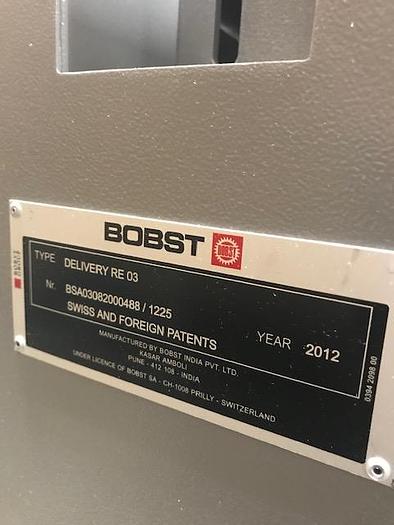 BOBST
TYPE DELIVERY RE 03
Nr. BSA03082000488 / 1225
SWISS AND FOREIGN PATENTS
YEAR 2012
MANUFACTURED BY BOBST INDIA PVT. LTD.
KASAR AMBOLI
PUNE - 412 108 - INDIA
UNDER LICENCE OF BOBST SA - CH-1008 PRILLY - SWITZERLAND
0394 2098 00